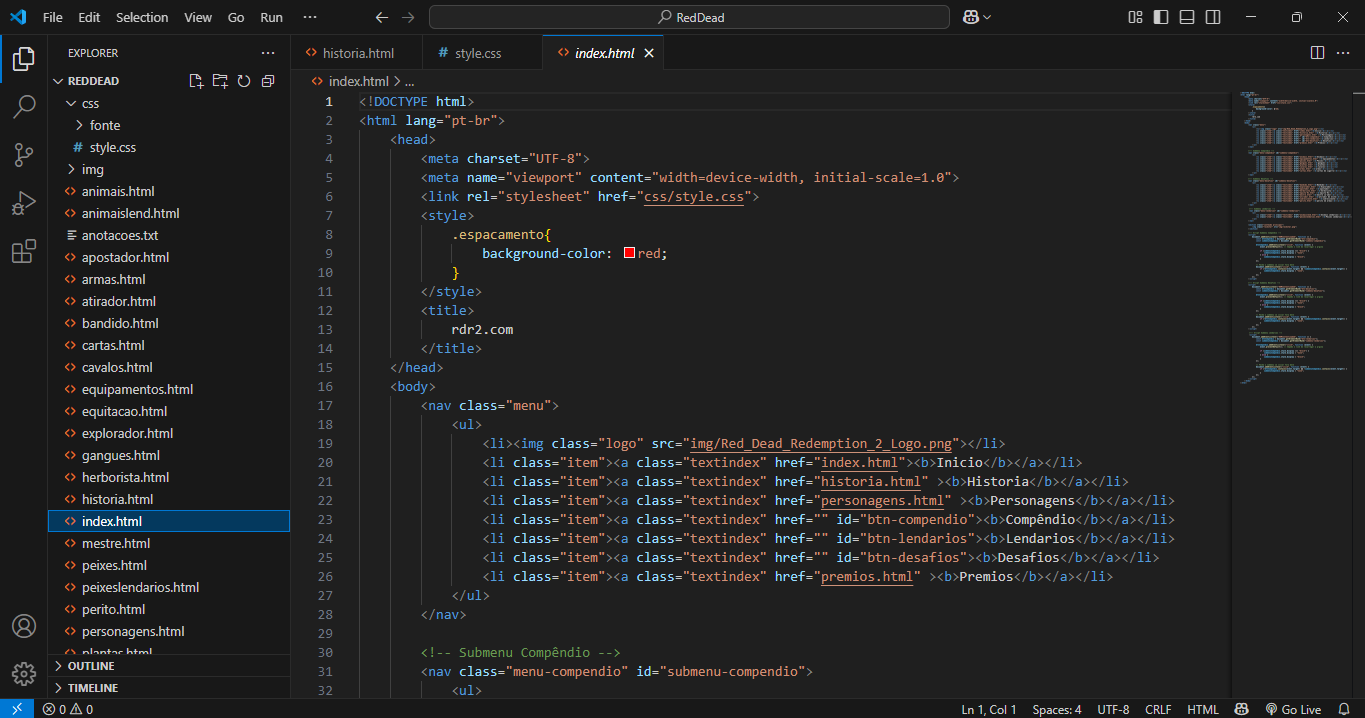 File Edit Selection View Go Run ··· RedDead
EXPLORER ···
REDDEAD
css
fonte
# style.css
img
<> animais.html
<> animaislend.html
anotacoes.txt
<> apostador.html
<> armas.html
<> atirador.html
<> bandido.html
<> cartas.html
<> cavalos.html
<> equipamentos.html
<> equitacao.html
<> explorador.html
<> gangues.html
<> herborista.html
<> historia.html
<> index.html
<> mestre.html
<> peixes.html
<> peixeslendarios.html
<> perito.html
<> personagens.html
<> plantas.html
OUTLINE
TIMELINE
<> historia.html # style.css <> index.html
<> index.html > ...
1 <!DOCTYPE html>
2 <html lang="pt-br">
3 <head>
4 <meta charset="UTF-8">
5 <meta name="viewport" content="width=device-width, initial-scale=1.0">
6 <link rel="stylesheet" href="css/style.css">
7 <style>
8 .espacamento{
9 background-color: red;
10 }
11 </style>
12 <title>
13 rdr2.com
14 </title>
15 </head>
16 <body>
17 <nav class="menu">
18 <ul>
19 <li><img class="logo" src="img/Red_Dead_Redemption_2_Logo.png"></li>
20 <li class="item"><a class="textindex" href="index.html"><b>Inicio</b></a></li>
21 <li class="item"><a class="textindex" href="historia.html" ><b>Historia</b></a></li>
22 <li class="item"><a class="textindex" href="personagens.html" ><b>Personagens</b></a></li>
23 <li class="item"><a class="textindex" href="" id="btn-compendio"><b>Compêndio</b></a></li>
24 <li class="item"><a class="textindex" href="" id="btn-lendarios"><b>Lendarios</b></a></li>
25 <li class="item"><a class="textindex" href="" id="btn-desafios"><b>Desafios</b></a></li>
26 <li class="item"><a class="textindex" href="premios.html" ><b>Premios</b></a></li>
27 </ul>
28 </nav>
29
30 <!-- Submenu Compêndio -->
31 <nav class="menu-compendio" id="submenu-compendio">
32 <ul>
0 0 Ln 1, Col 1 Spaces: 4 UTF-8 CRLF HTML Go Live